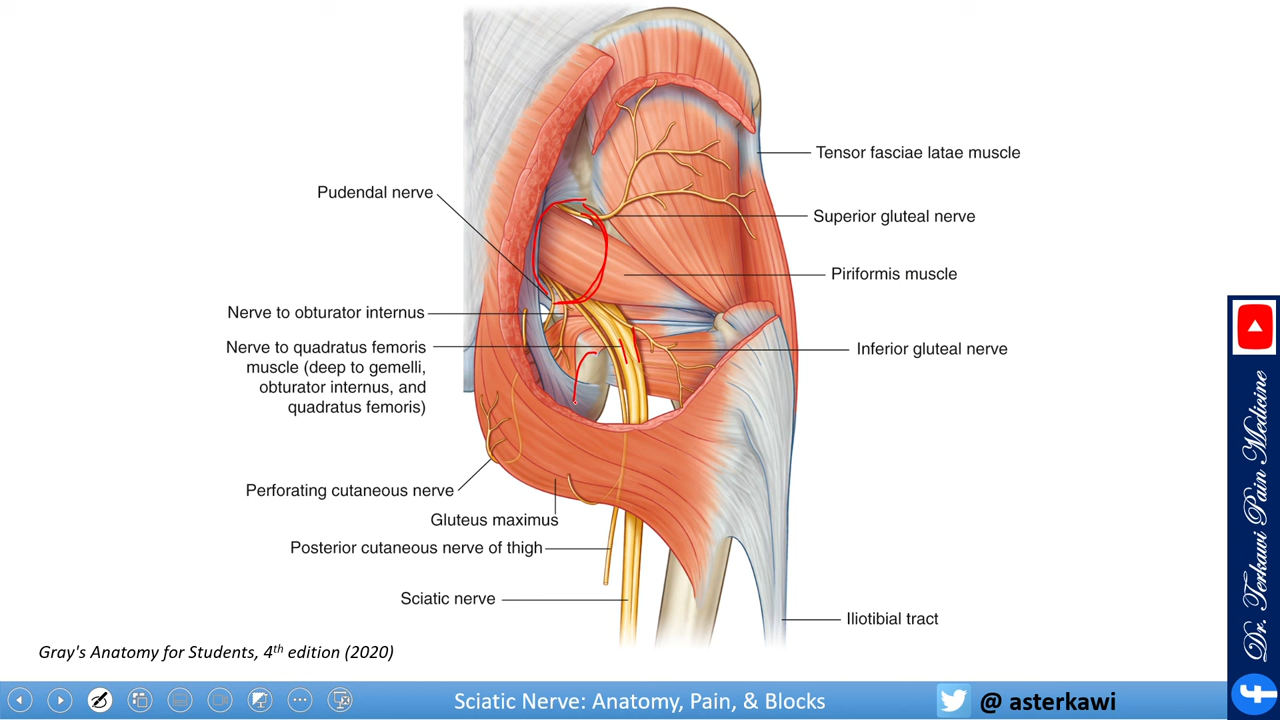 Tensor fasciae latae muscle
Pudendal nerve
Superior gluteal nerve
Piriformis muscle
Nerve to obturator internus
Nerve to quadratus femoris
muscle (deep to gemelli,
obturator internus, and
quadratus femoris)
Inferior gluteal nerve
Perforating cutaneous nerve
Gluteus maximus
Posterior cutaneous nerve of thigh
Sciatic nerve
Iliotibial tract
Gray's Anatomy for Students, 4th edition (2020)
Sciatic Nerve: Anatomy, Pain, & Blocks
@ asterkawi
Dr. Terkawi Pain Medicine